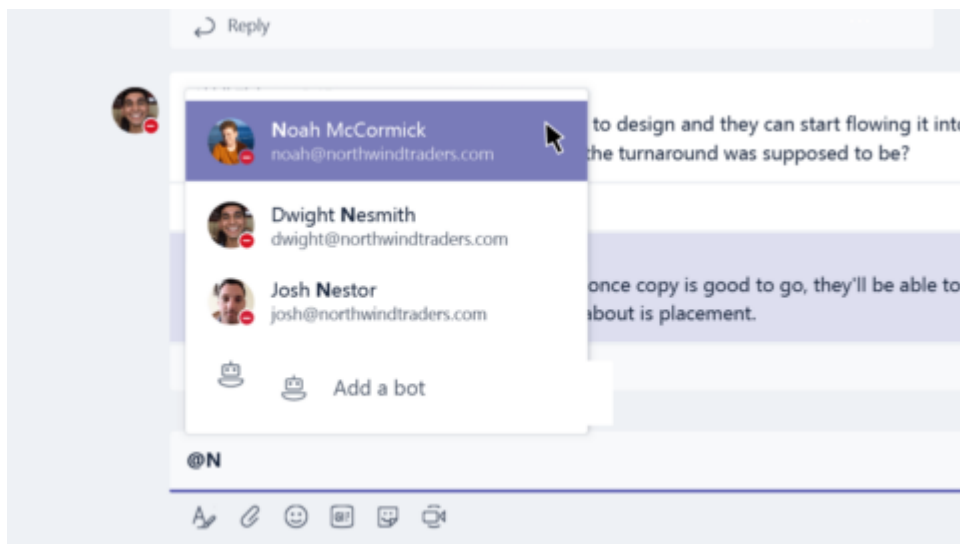 Reply
to design and they can start flowing it into
the turnaround was supposed to be?
Noah McCormick
noah@northwindtraders.com
Dwight Nesmith
dwight@northwindtraders.com
once copy is good to go, they'll be able to
about is placement.
Josh Nestor
josh@northwindtraders.com
Add a bot
@N